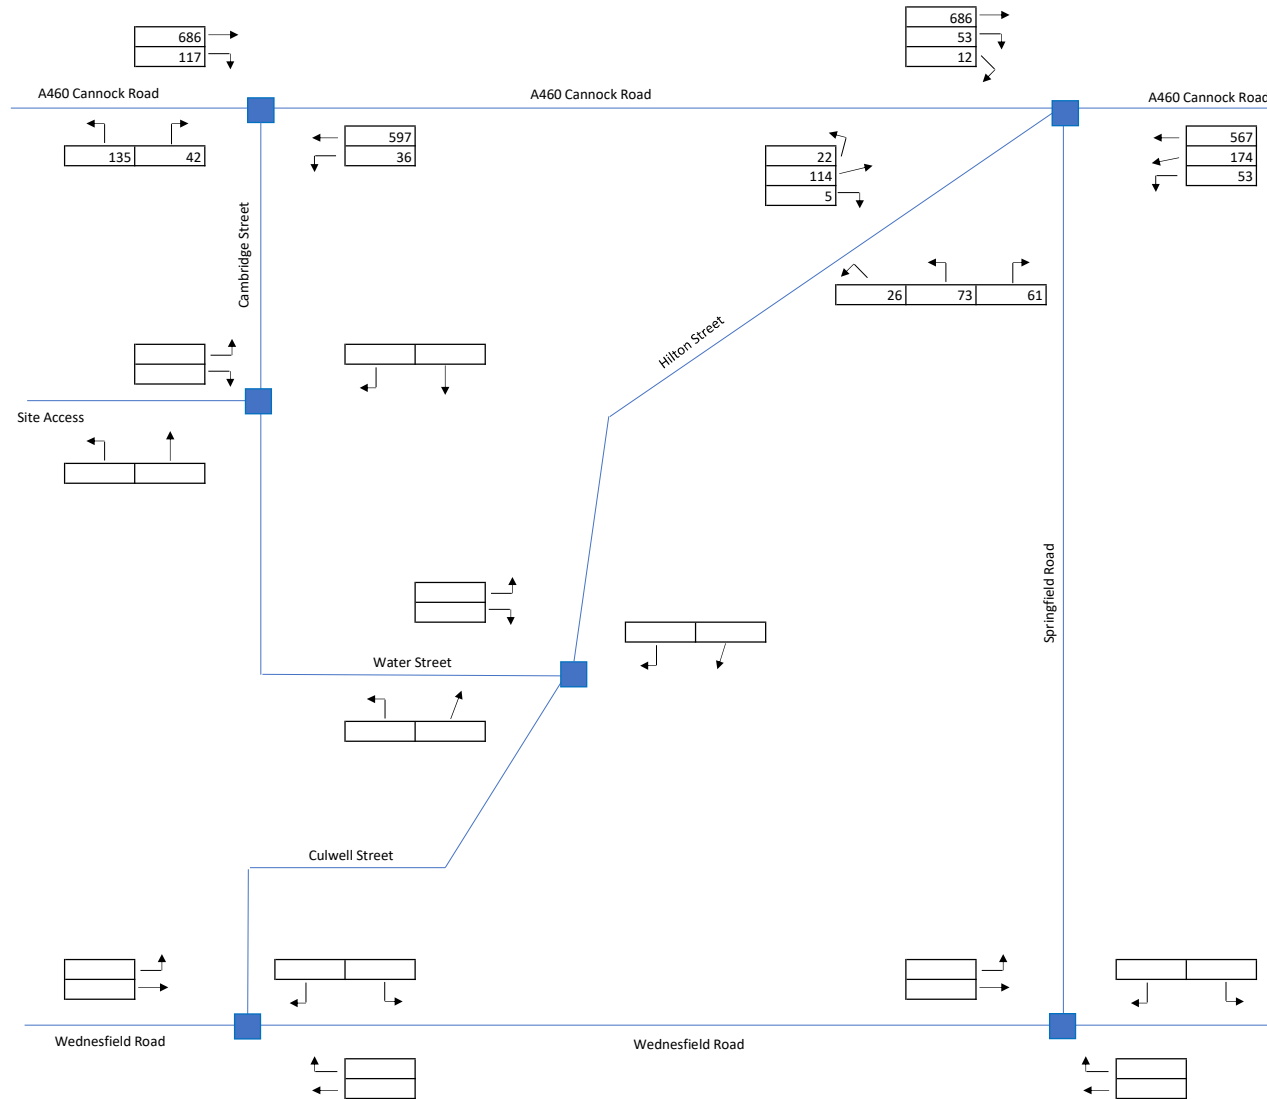 686
117
686
53
12
A460 Cannock Road
A460 Cannock Road
A460 Cannock Road
135 42
597
36
22
114
5
567
174
53
Cambridge Street
26 73 61
Hilton Street
Site Access
Springfield Road
Water Street
Culwell Street
Wednesfield Road
Wednesfield Road